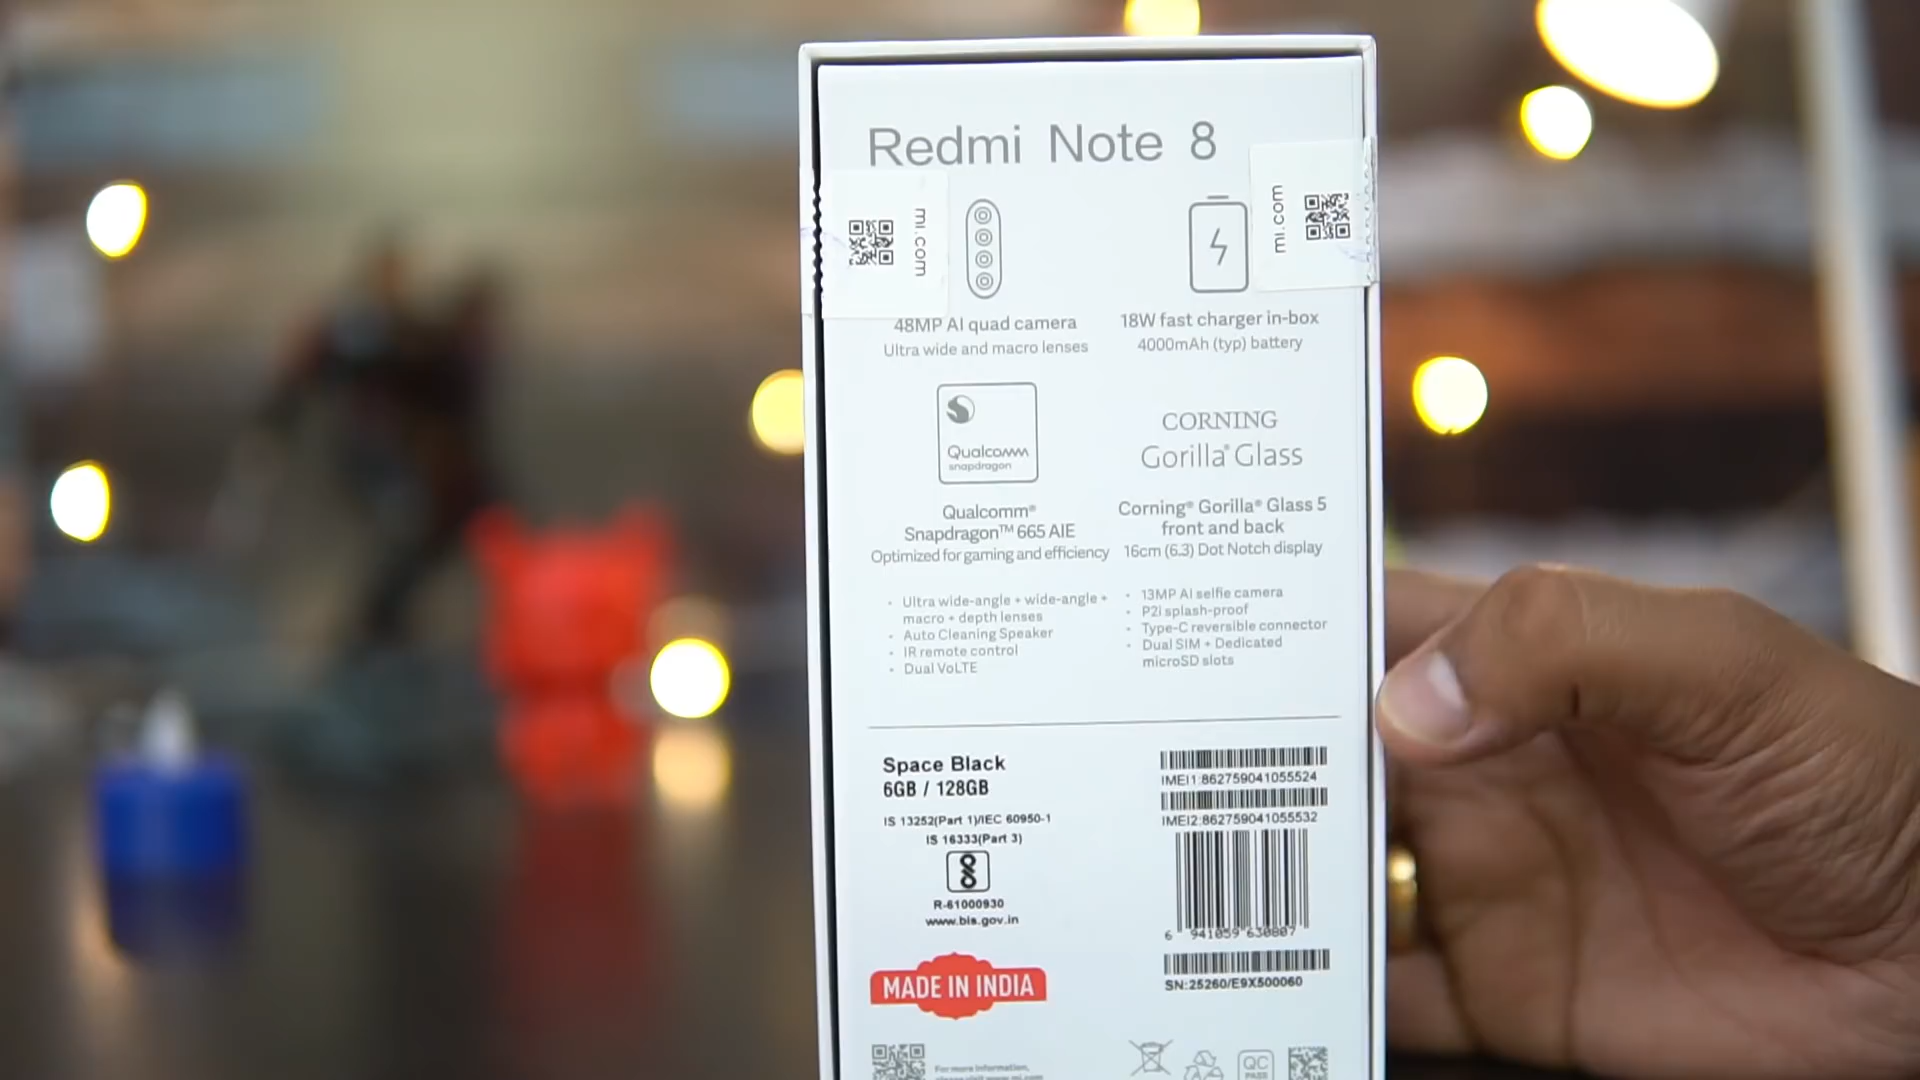 Redmi Note 8
mi.com
mi.com
48MP AI quad camera
Ultra wide and macro lenses
18W fast charger in-box
4000mAh (typ) battery
Qualcomm
snapdragon
Qualcomm®
Snapdragon™ 665 AIE
Optimized for gaming and efficiency
CORNING
Gorilla® Glass
Corning® Gorilla® Glass 5
front and back
16cm (6.3) Dot Notch display
• Ultra wide-angle + wide-angle +
macro + depth lenses
• Auto Cleaning Speaker
• IR remote control
• Dual VoLTE
• 13MP AI selfie camera
• P2i splash-proof
• Type-C reversible connector
• Dual SIM + Dedicated
microSD slots
Space Black
6GB / 128GB
IS 13252(Part 1)/IEC 60950-1
IS 16333(Part 3)
R-61000930
www.bis.gov.in
MADE IN INDIA
IMEI1:862759041055524
IMEI2:862759041055532
6 941059 630807
SN:25260/E9X500060
For more information,
QC
PASS